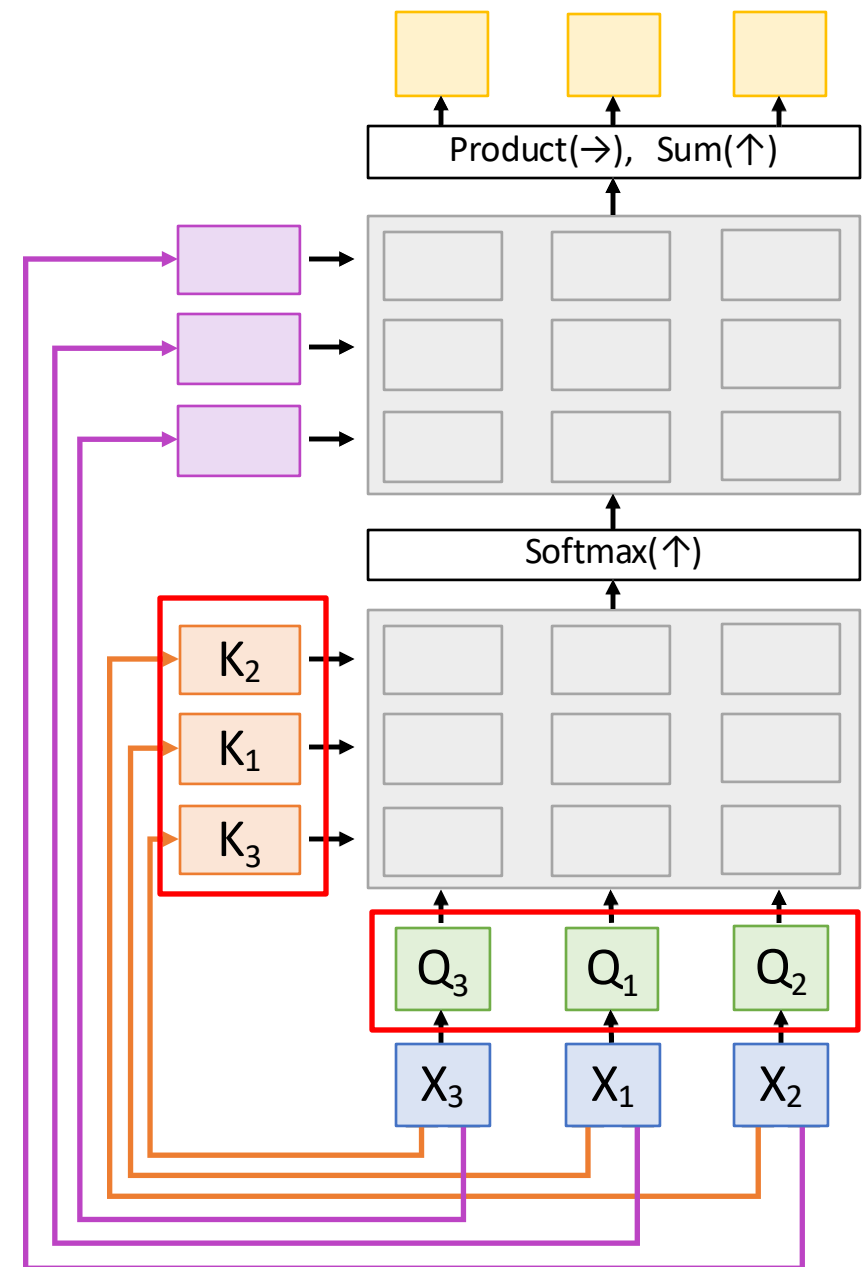 Product(→), Sum(↑)
Softmax(↑)
K₂
K₁
K₃
Q₃ Q₁ Q₂
X₃ X₁ X₂